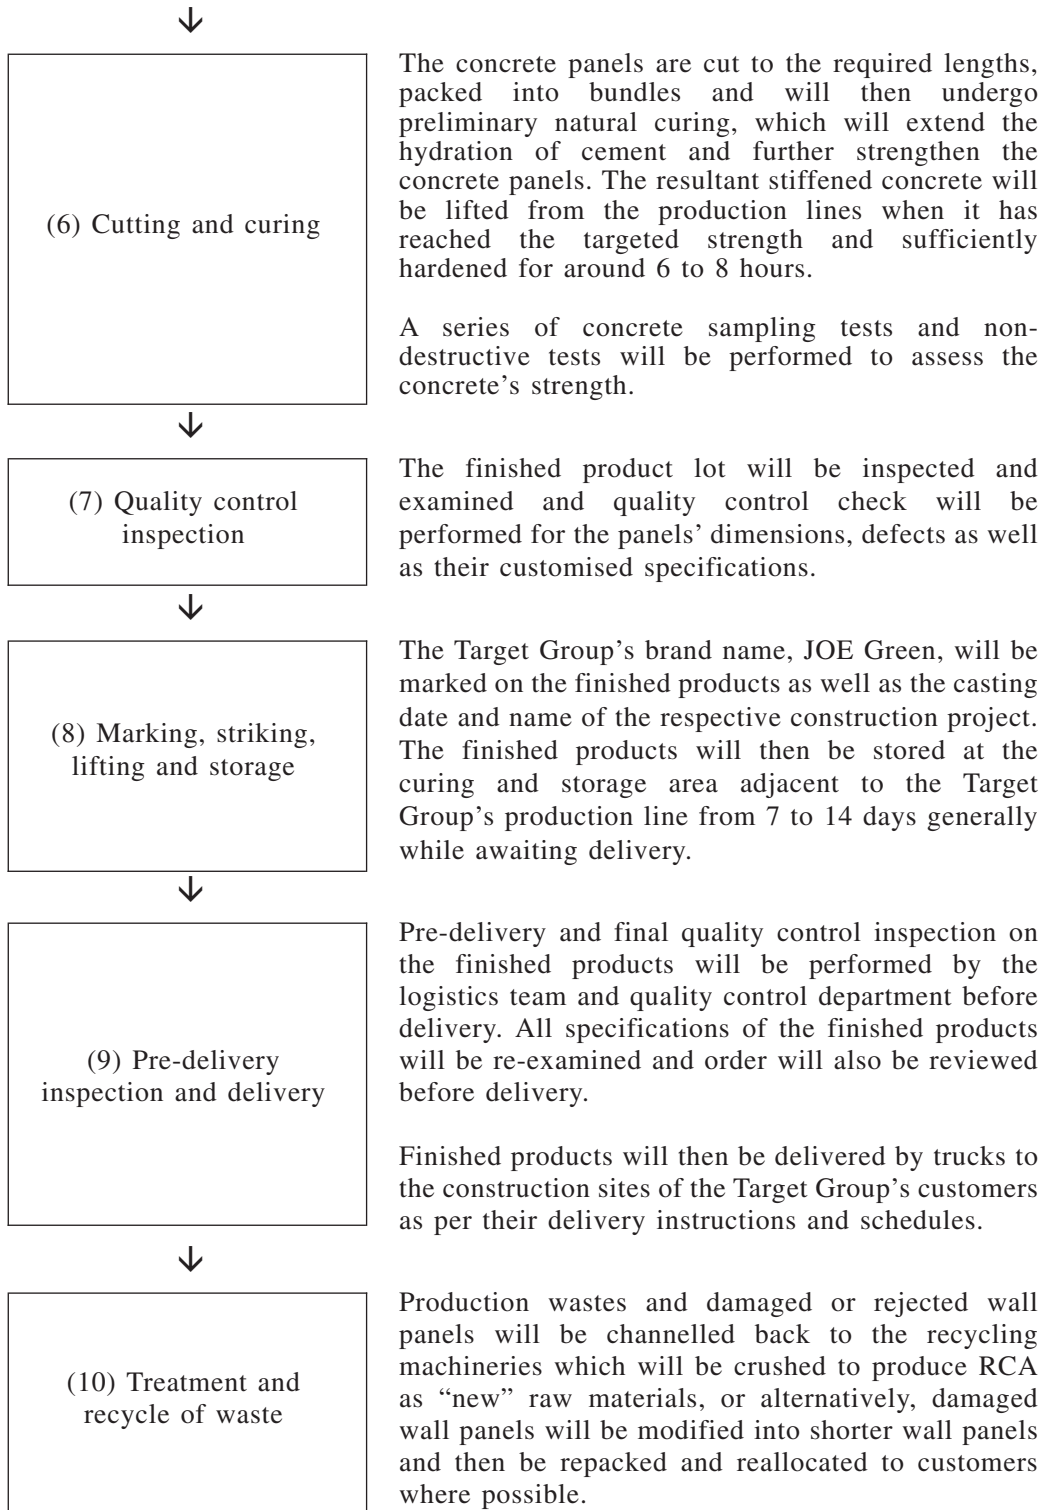 (6) Cutting and curing
The concrete panels are cut to the required lengths,
packed into bundles and will then undergo
preliminary natural curing, which will extend the
hydration of cement and further strengthen the
concrete panels. The resultant stiffened concrete will
be lifted from the production lines when it has
reached the targeted strength and sufficiently
hardened for around 6 to 8 hours.
A series of concrete sampling tests and non-
destructive tests will be performed to assess the
concrete’s strength.
(7) Quality control
inspection
The finished product lot will be inspected and
examined and quality control check will be
performed for the panels’ dimensions, defects as well
as their customised specifications.
(8) Marking, striking,
lifting and storage
The Target Group’s brand name, JOE Green, will be
marked on the finished products as well as the casting
date and name of the respective construction project.
The finished products will then be stored at the
curing and storage area adjacent to the Target
Group’s production line from 7 to 14 days generally
while awaiting delivery.
(9) Pre-delivery
inspection and delivery
Pre-delivery and final quality control inspection on
the finished products will be performed by the
logistics team and quality control department before
delivery. All specifications of the finished products
will be re-examined and order will also be reviewed
before delivery.
Finished products will then be delivered by trucks to
the construction sites of the Target Group’s customers
as per their delivery instructions and schedules.
(10) Treatment and
recycle of waste
Production wastes and damaged or rejected wall
panels will be channelled back to the recycling
machineries which will be crushed to produce RCA
as “new” raw materials, or alternatively, damaged
wall panels will be modified into shorter wall panels
and then be repacked and reallocated to customers
where possible.